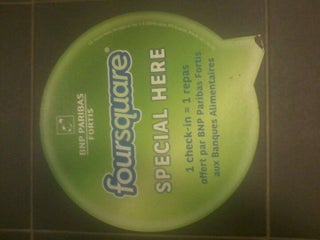 BNP PARIBAS
FORTIS
foursquare®
SPECIAL HERE
1 check-in = 1 repas
offert par BNP Paribas Fortis
aux Banques Alimentaires